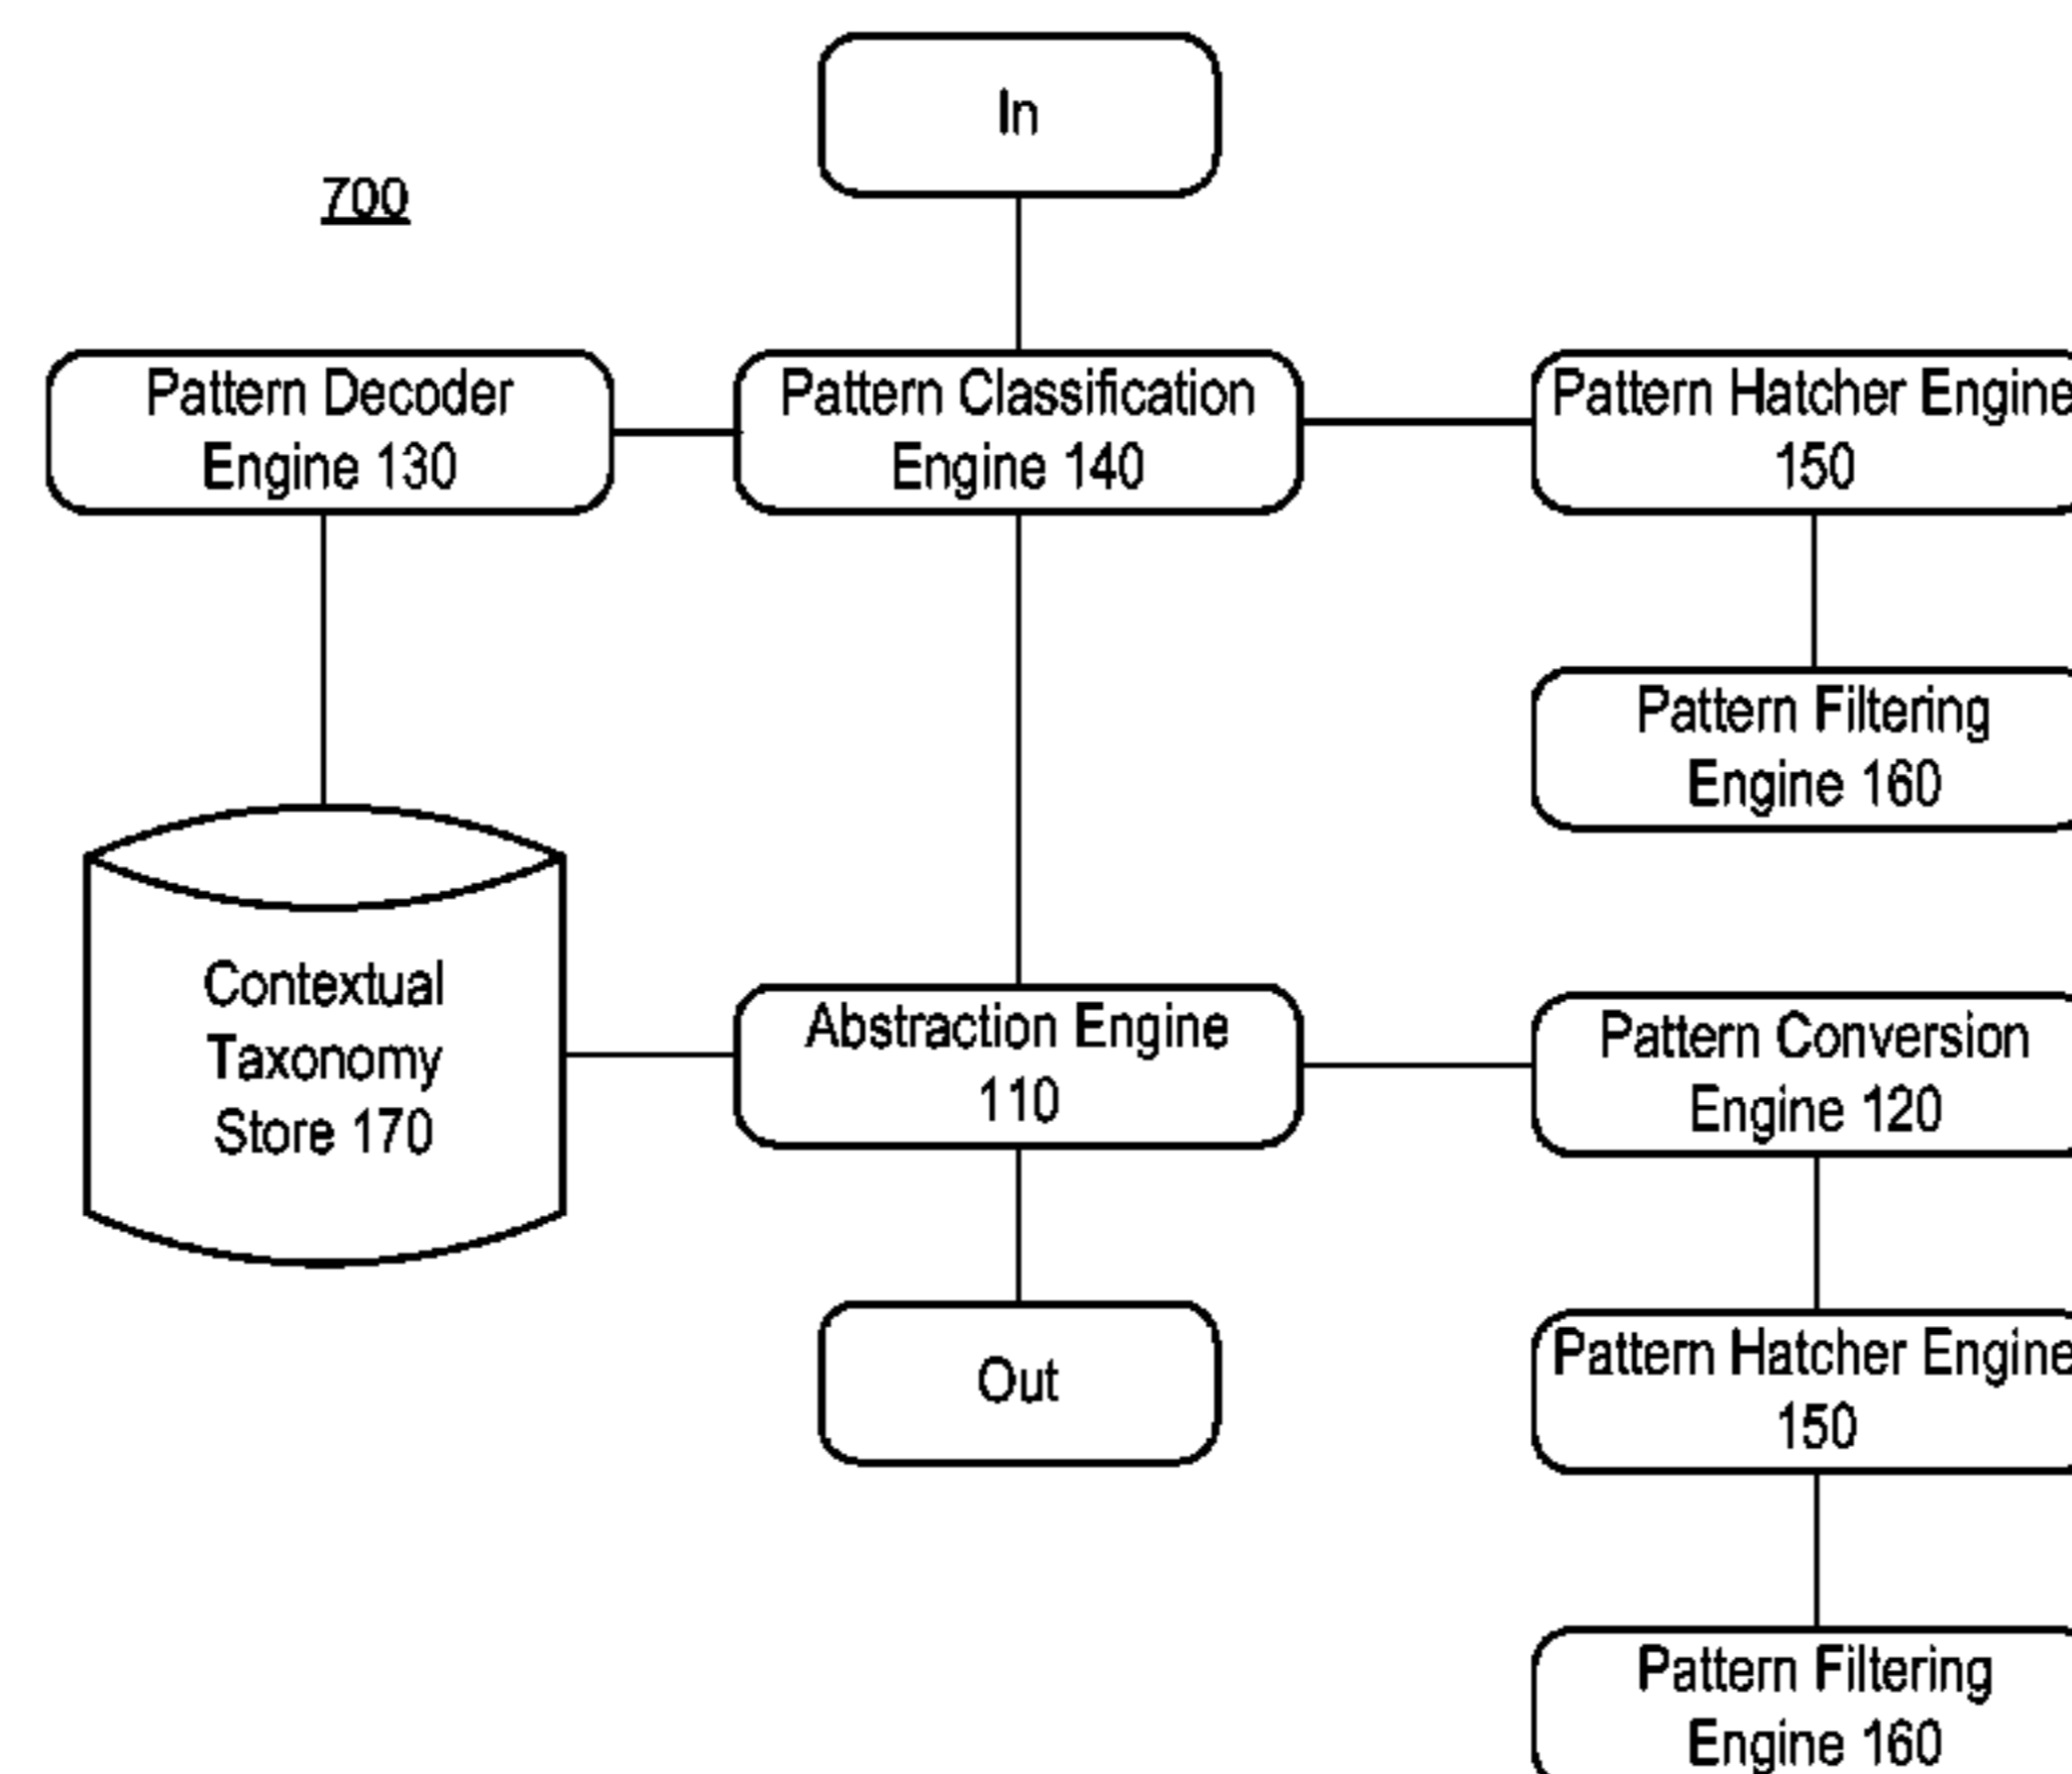 In
700
Pattern Decoder
Engine 130
Pattern Classification
Engine 140
Pattern Hatcher Engine
150
Pattern Filtering
Engine 160
Contextual
Taxonomy
Store 170
Abstraction Engine
110
Pattern Conversion
Engine 120
Out
Pattern Hatcher Engine
150
Pattern Filtering
Engine 160